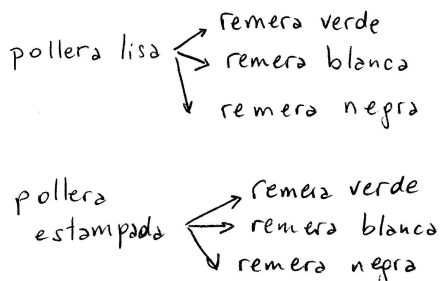 pollera lisa
remera verde
remera blanca
remera negra
pollera
estampada
remera verde
remera blanca
remera negra